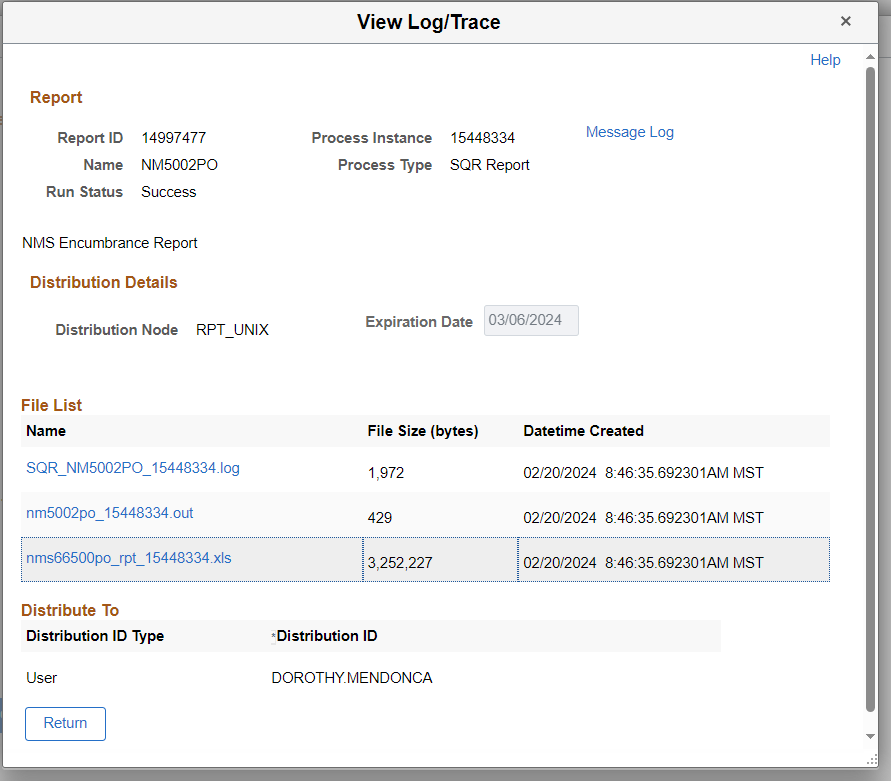 View Log/Trace
×
Help
Report
Report ID 14997477 Process Instance 15448334 Message Log
Name NM5002PO Process Type SQR Report
Run Status Success
NMS Encumbrance Report
Distribution Details
Distribution Node RPT_UNIX Expiration Date 03/06/2024
File List
Name File Size (bytes) Datetime Created
SQR_NM5002PO_15448334.log 1,972 02/20/2024 8:46:35.692301AM MST
nm5002po_15448334.out 429 02/20/2024 8:46:35.692301AM MST
nms66500po_rpt_15448334.xls 3,252,227 02/20/2024 8:46:35.692301AM MST
Distribute To
Distribution ID Type *Distribution ID
User DOROTHY.MENDONCA
Return